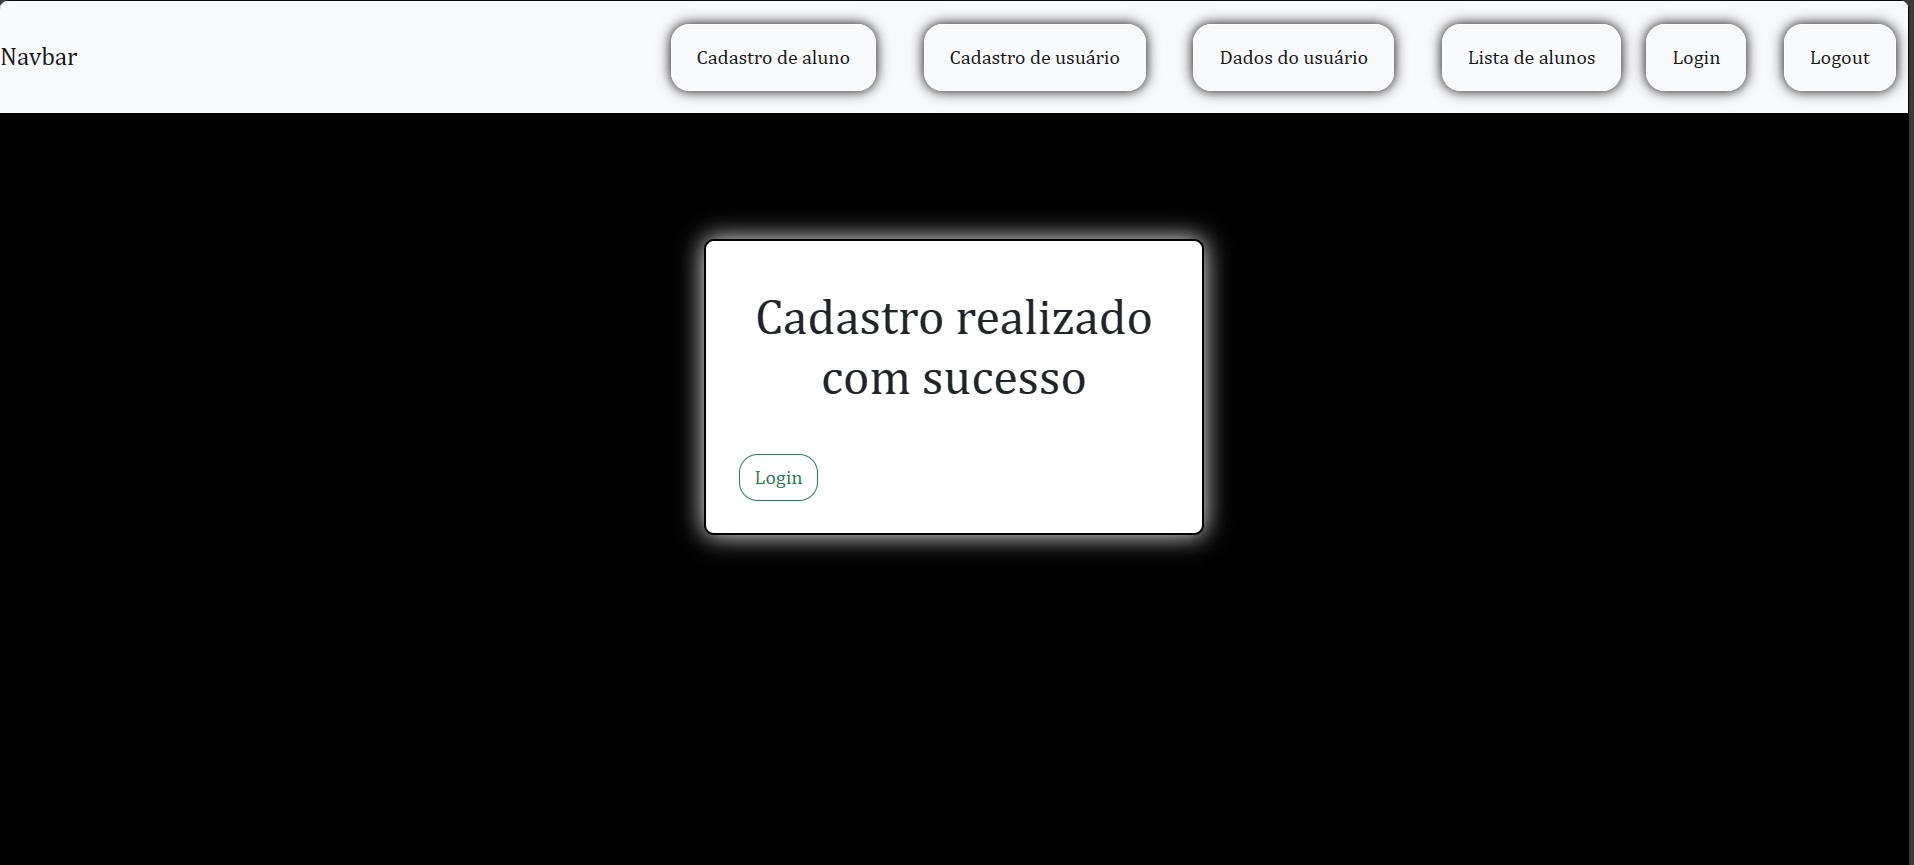 Navbar
Cadastro de aluno
Cadastro de usuário
Dados do usuário
Lista de alunos
Login
Logout
Cadastro realizado
com sucesso
Login